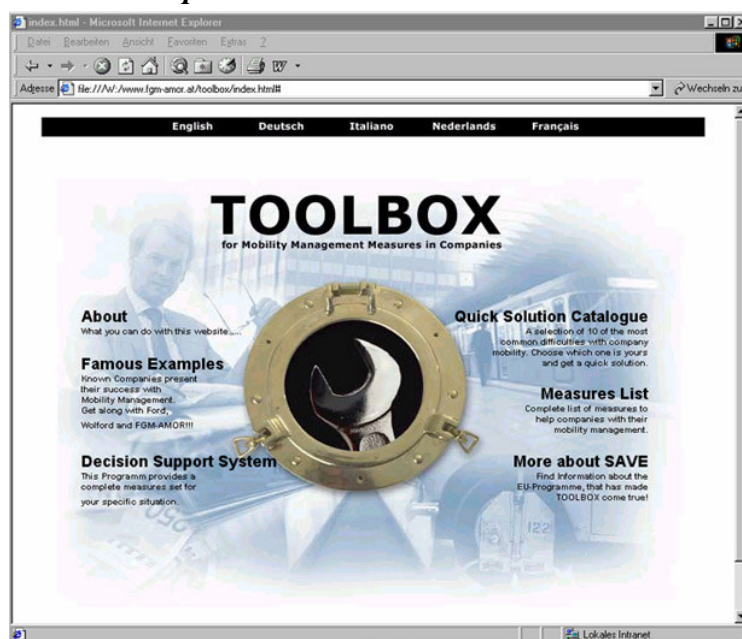 index.html - Microsoft Internet Explorer
Datei Bearbeiten Ansicht Favoriten Extras ?
Adresse file:///W:/www.fgm-amor.at/toolbox/index.html# Wechseln zu
English Deutsch Italiano Nederlands Français
TOOLBOX
for Mobility Management Measures in Companies
About
What you can do with this website.....
Famous Examples
Known Companies present
their success with
Mobility Management.
Get along with Ford,
Wolford and FGM-AMOR!!!
Decision Support System
This Programm provides a
complete measures set for
your specific situation.
Quick Solution Catalogue
A selection of 10 of the most
common difficulties with company
mobility. Choose which one is yours
and get a quick solution.
Measures List
Complete list of measures to
help companies with their
mobility management.
More about SAVE
Find Information about the
EU-Programme, that has made
TOOLBOX come true!
122
Lokales Intranet